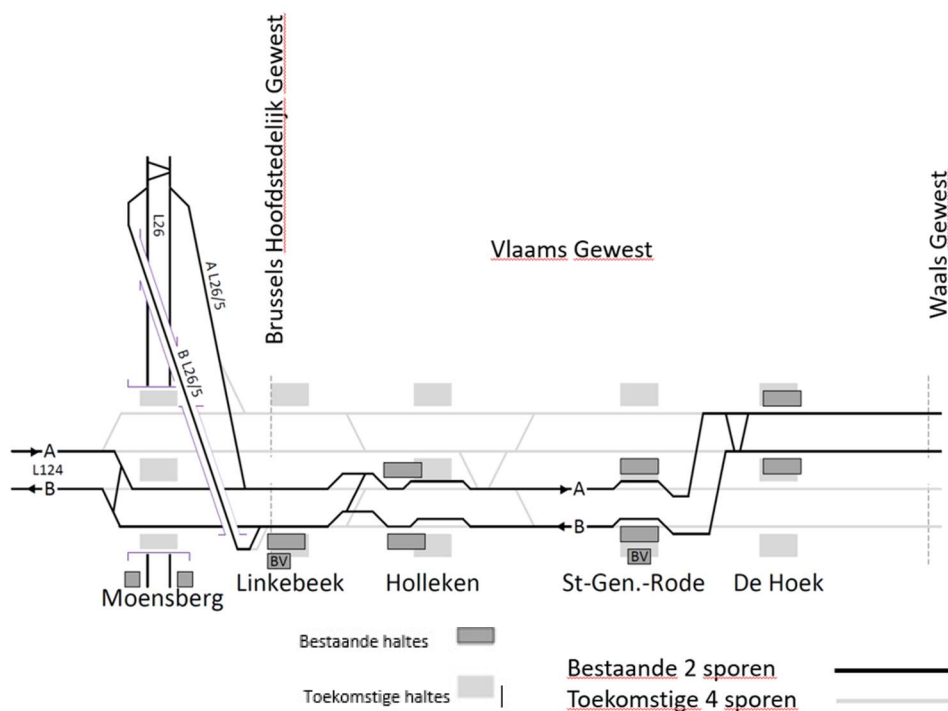 Brussels Hoofdstedelijk Gewest
Vlaams Gewest
Waals Gewest
L26
A L26/5
B L26/5
A
L124
B
A
B
BV
BV
Moensberg
Linkebeek
Holleken
St-Gen.-Rode
De Hoek
Bestaande haltes
Toekomstige haltes
Bestaande 2 sporen
Toekomstige 4 sporen